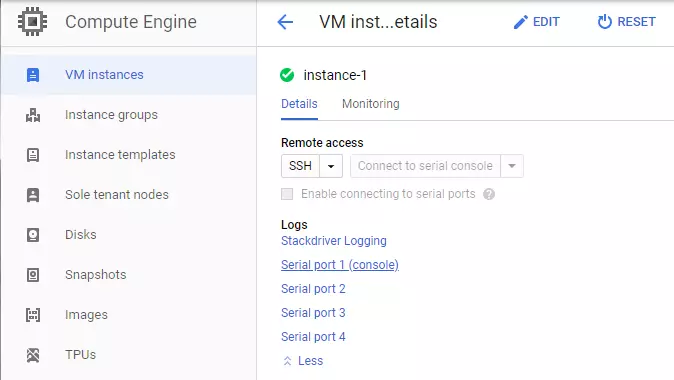 Compute Engine
VM inst...etails
EDIT
RESET
VM instances
Instance groups
Instance templates
Sole tenant nodes
Disks
Snapshots
Images
TPUs
instance-1
Details
Monitoring
Remote access
SSH
Connect to serial console
Enable connecting to serial ports ?
Logs
Stackdriver Logging
Serial port 1 (console)
Serial port 2
Serial port 3
Serial port 4
Less